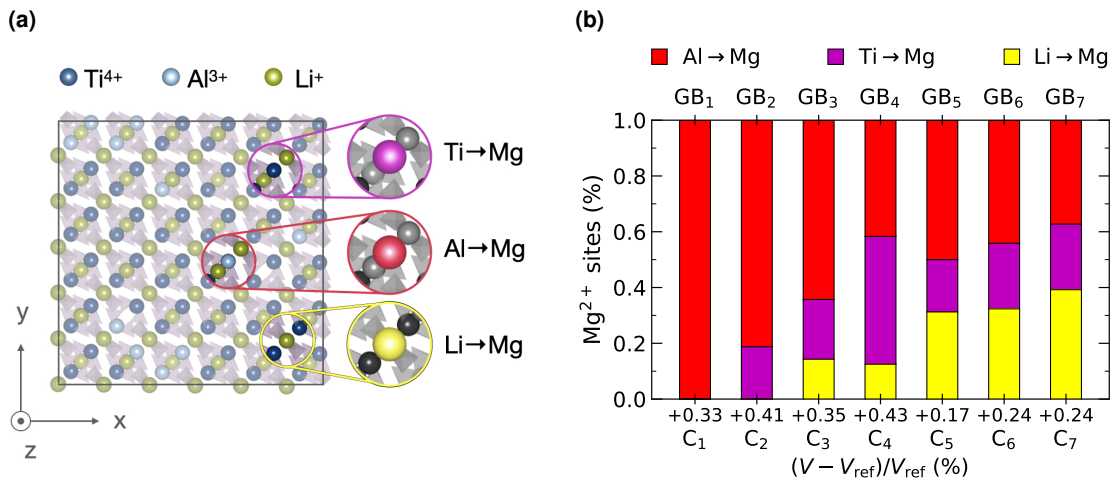 (a)
Ti⁴⁺ Al³⁺ Li⁺
Ti→Mg
Al→Mg
Li→Mg
y
x
z
(b)
Al→Mg Ti→Mg Li→Mg
GB₁ GB₂ GB₃ GB₄ GB₅ GB₆ GB₇
Mg²⁺ sites (%)
1.0
0.8
0.6
0.4
0.2
0.0
+0.33 +0.41 +0.35 +0.43 +0.17 +0.24 +0.24
C₁ C₂ C₃ C₄ C₅ C₆ C₇
(V − V_ref)/V_ref (%)